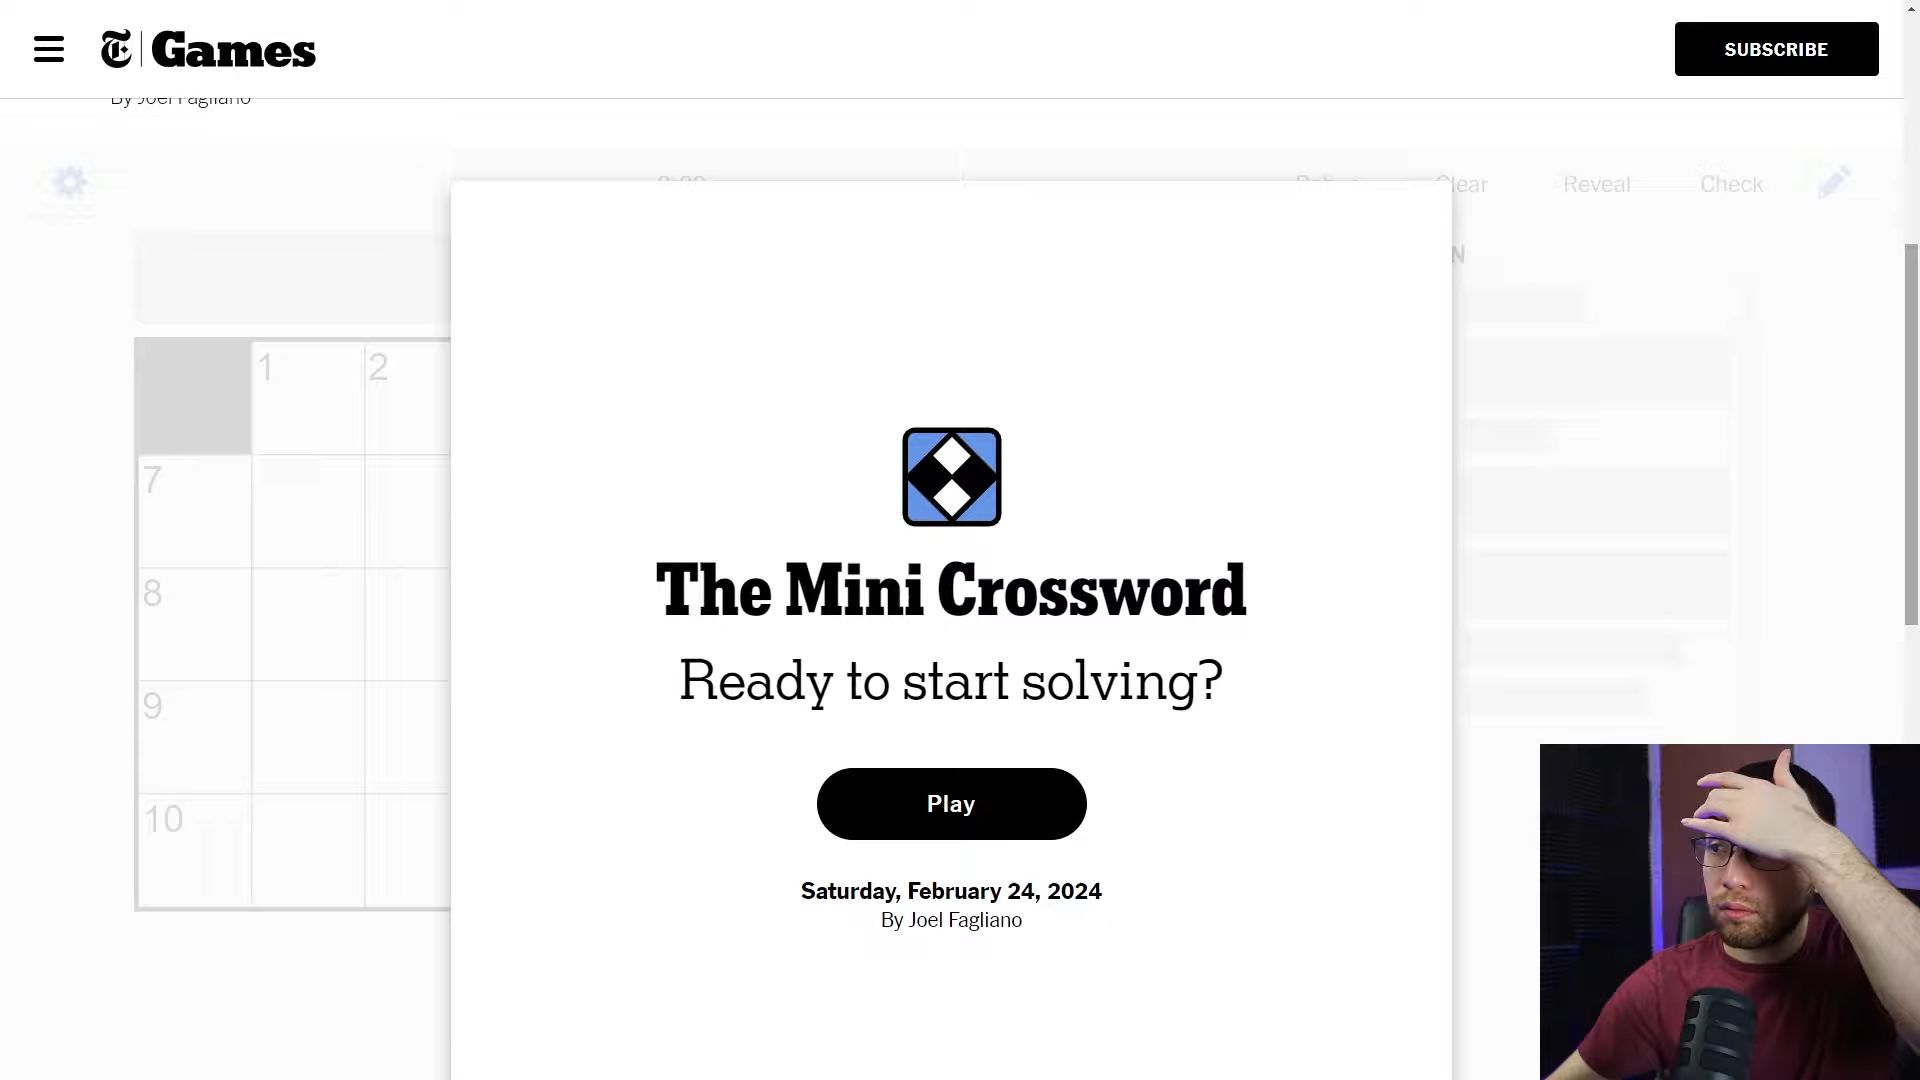 T Games
SUBSCRIBE
By Joel Fagliano
Clear
Reveal
Check
1
2
7
8
9
10
The Mini Crossword
Ready to start solving?
Play
Saturday, February 24, 2024
By Joel Fagliano